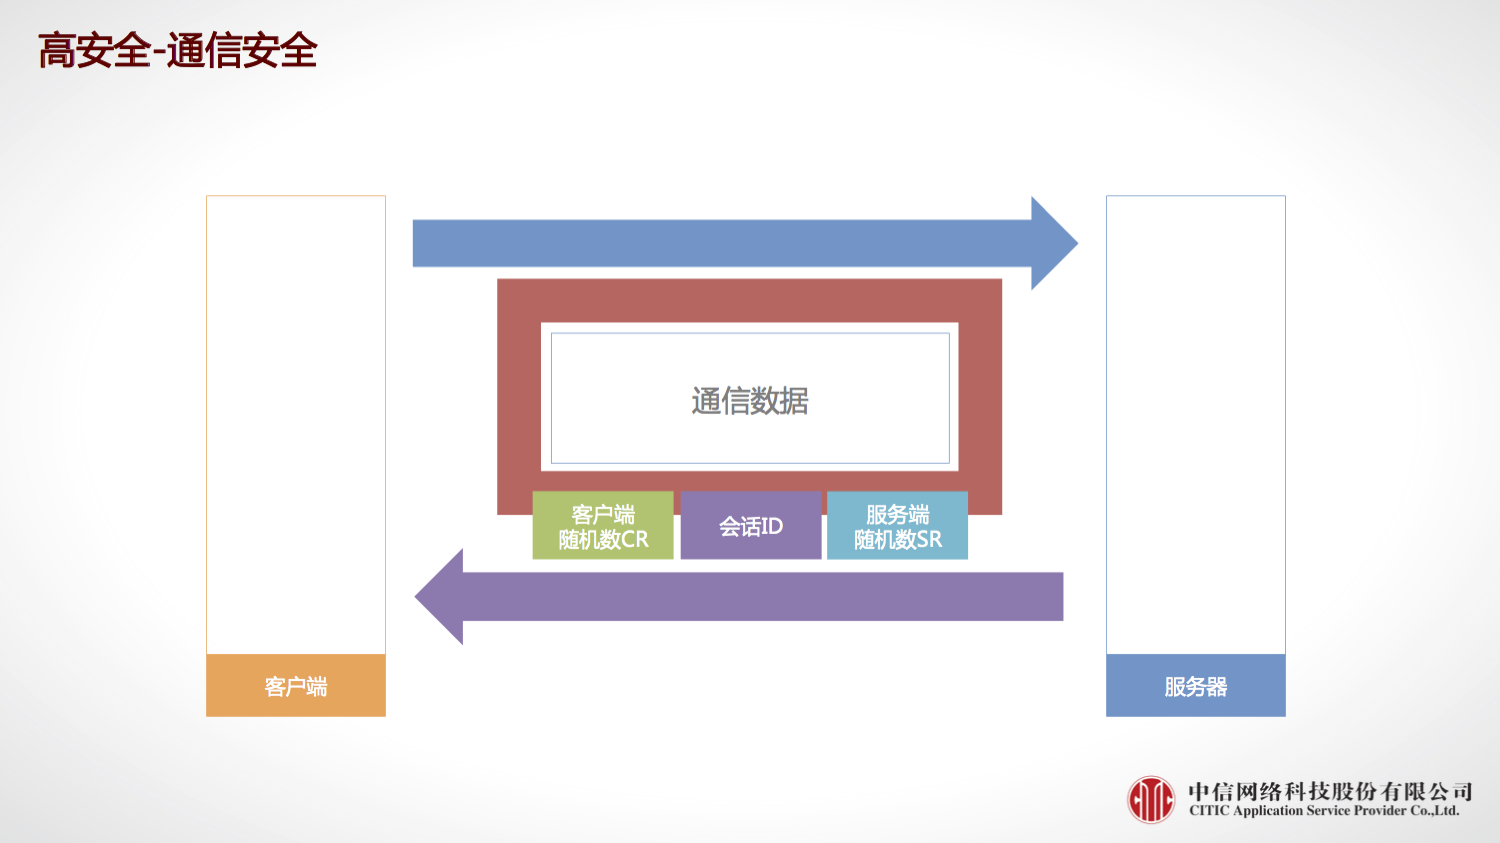 高安全-通信安全
通信数据
客户端
随机数CR
会话ID
服务端
随机数SR
客户端
服务器
中信网络科技股份有限公司
CITIC Application Service Provider Co.,Ltd.